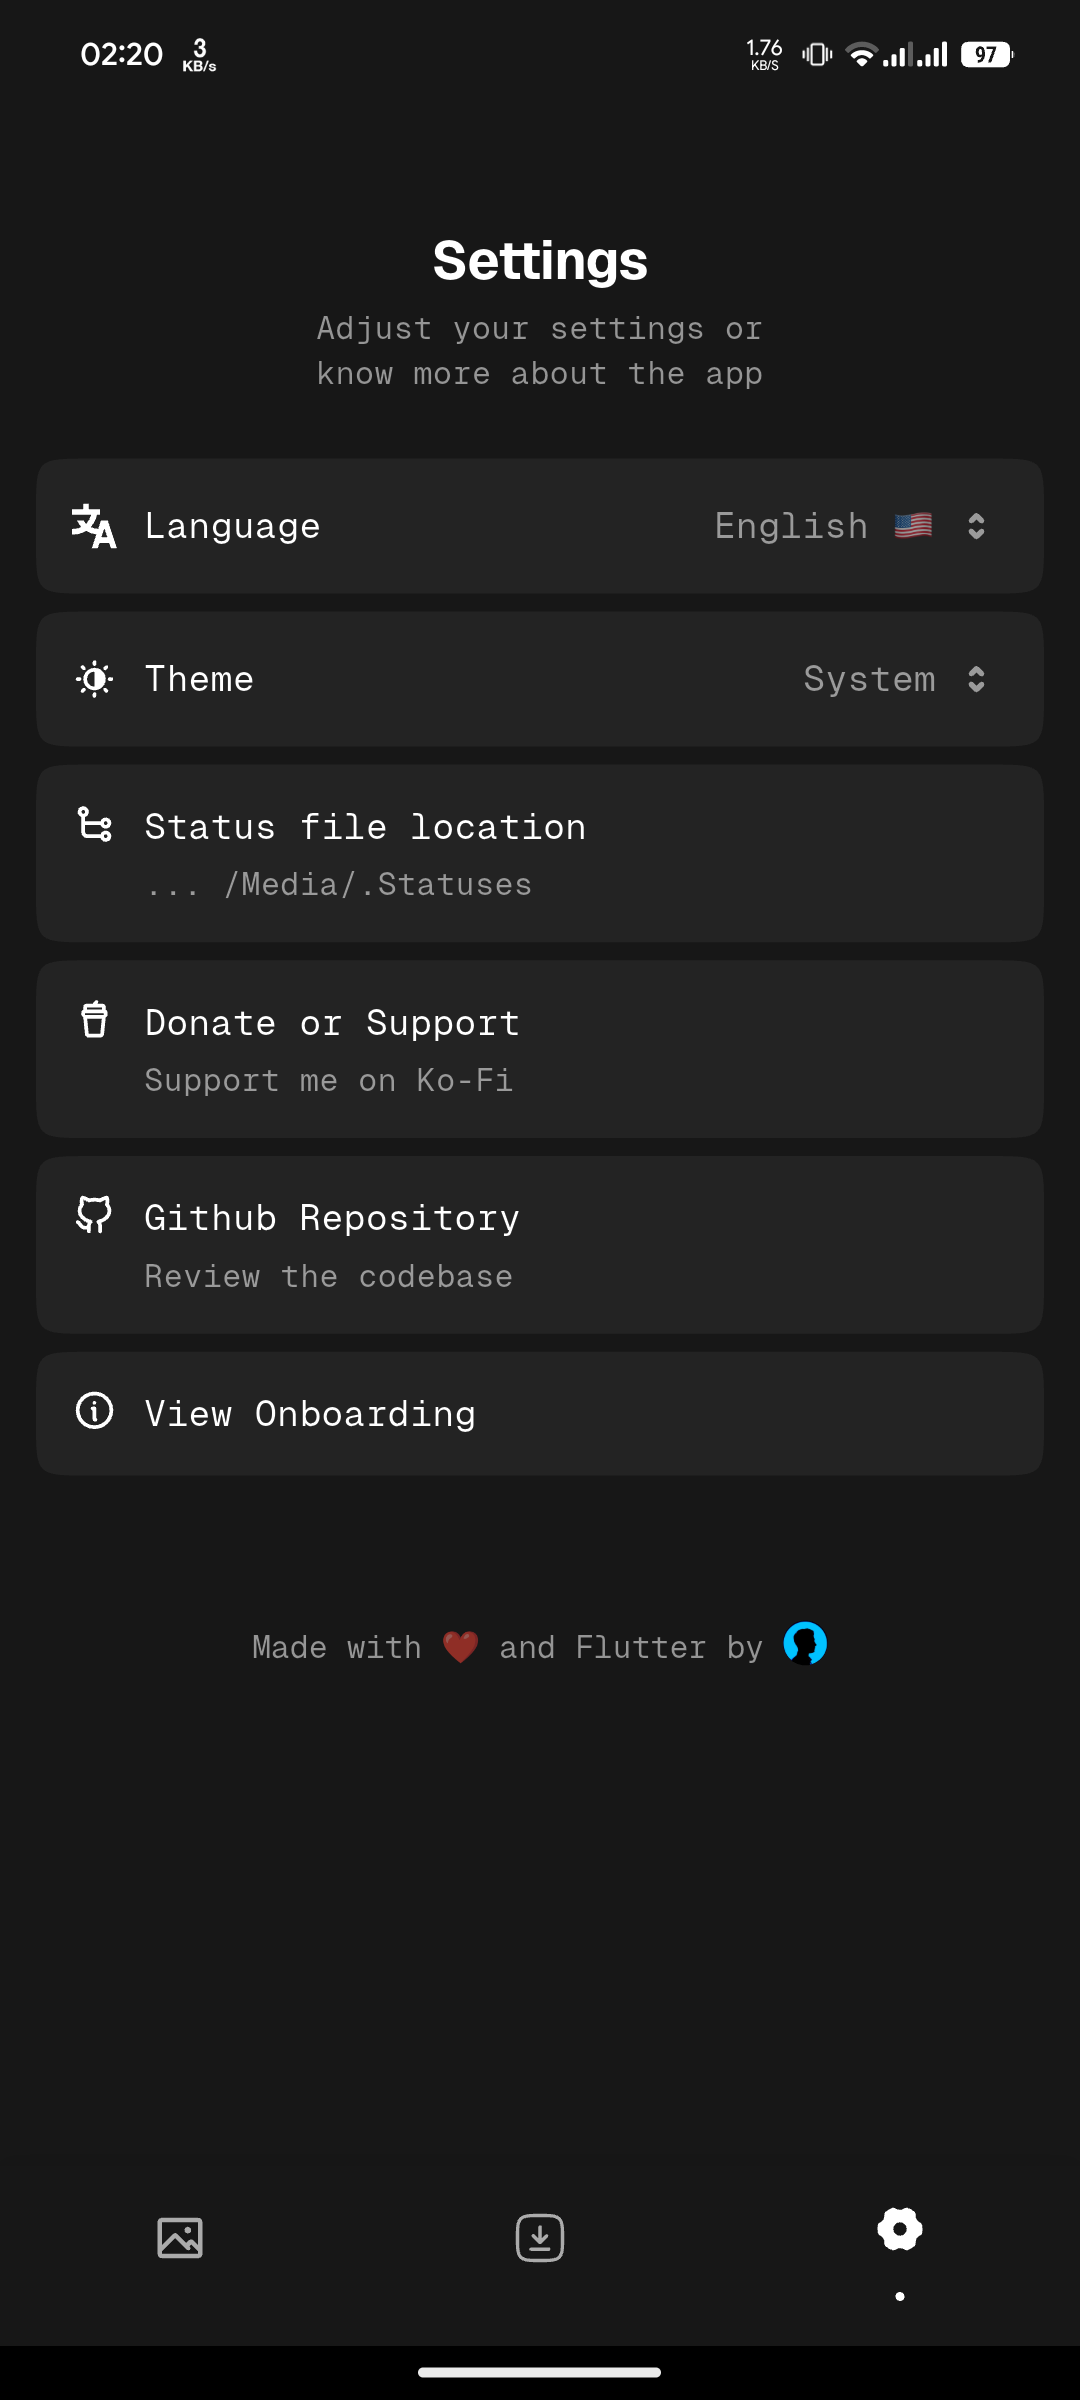 02:20 3 KB/s 1.76 KB/S 97
Settings
Adjust your settings or
know more about the app
Language English
Theme System
Status file location
... /Media/.Statuses
Donate or Support
Support me on Ko-Fi
Github Repository
Review the codebase
View Onboarding
Made with ❤️ and Flutter by